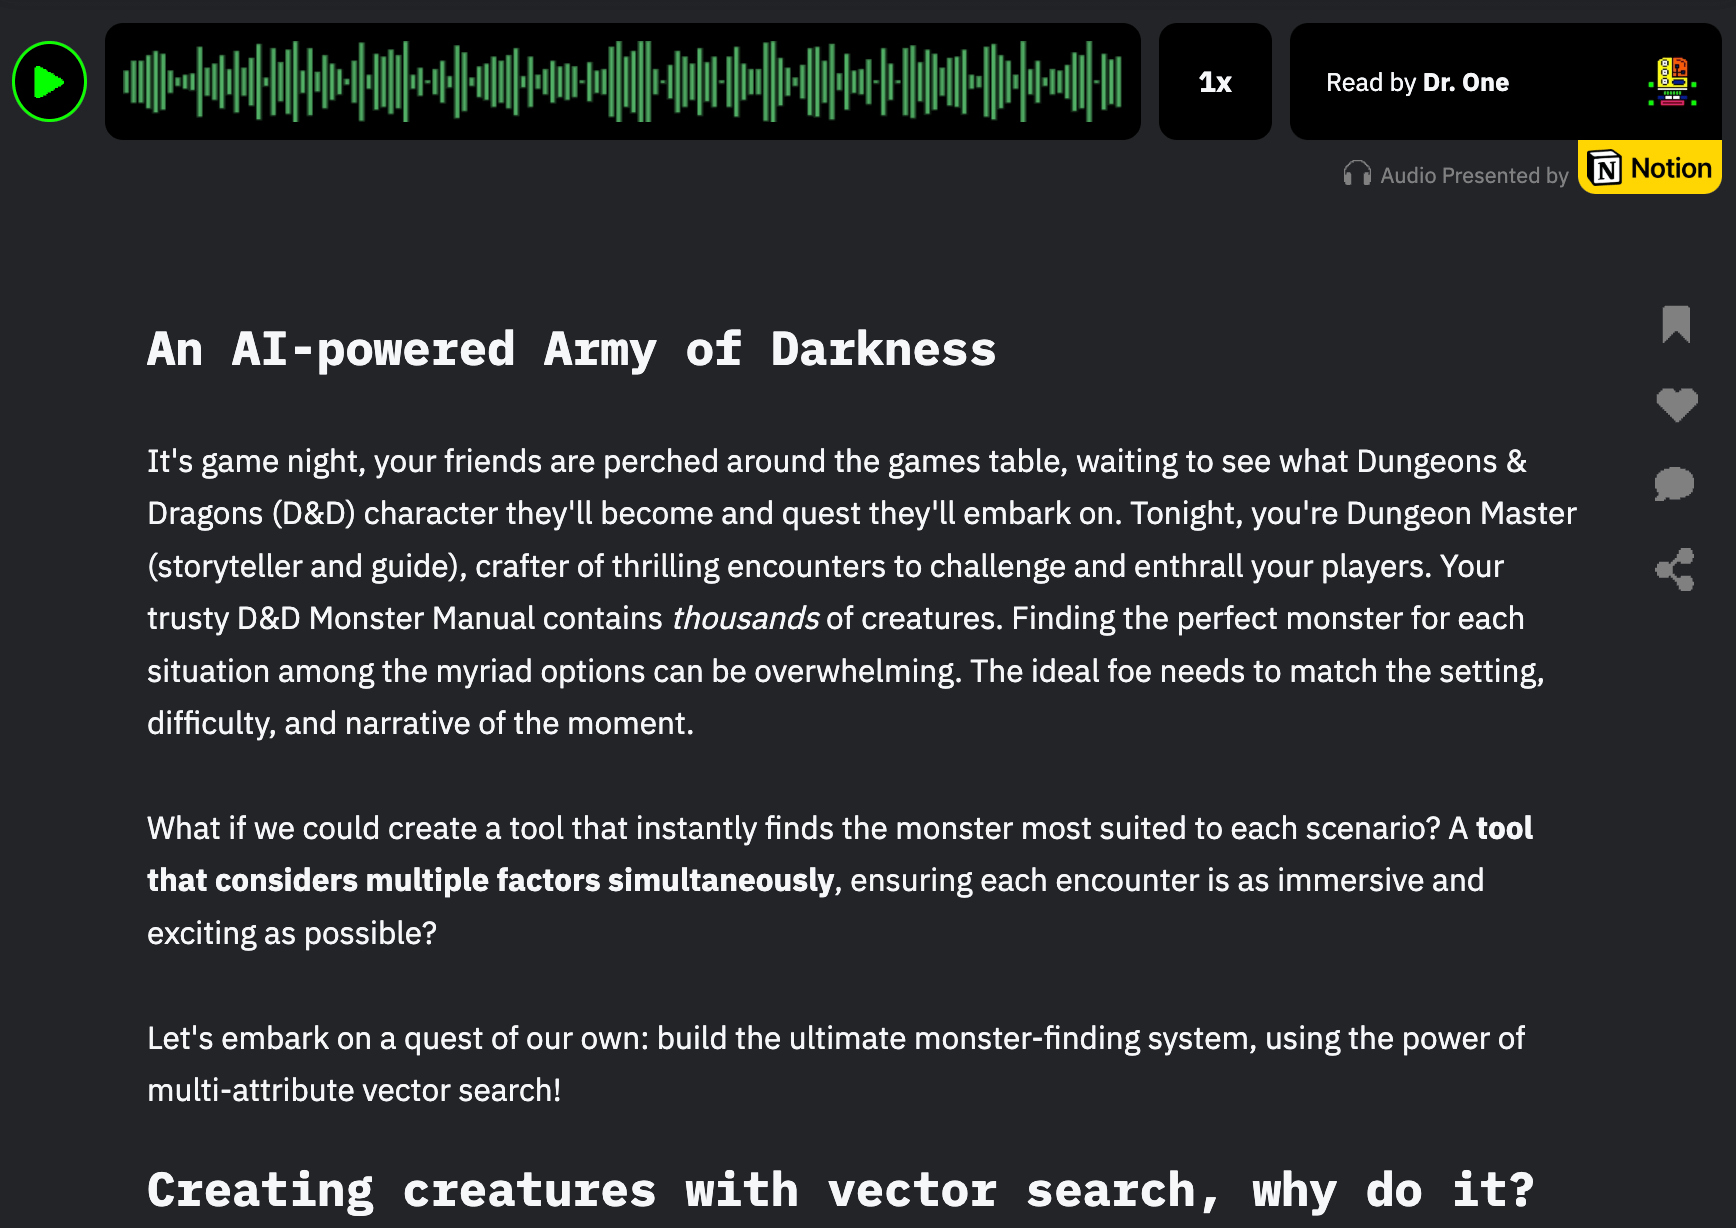 1x
Read by Dr. One
Audio Presented by
N Notion
An AI-powered Army of Darkness
It's game night, your friends are perched around the games table, waiting to see what Dungeons &
Dragons (D&D) character they'll become and quest they'll embark on. Tonight, you're Dungeon Master
(storyteller and guide), crafter of thrilling encounters to challenge and enthrall your players. Your
trusty D&D Monster Manual contains thousands of creatures. Finding the perfect monster for each
situation among the myriad options can be overwhelming. The ideal foe needs to match the setting,
difficulty, and narrative of the moment.
What if we could create a tool that instantly finds the monster most suited to each scenario? A tool
that considers multiple factors simultaneously, ensuring each encounter is as immersive and
exciting as possible?
Let's embark on a quest of our own: build the ultimate monster-finding system, using the power of
multi-attribute vector search!
Creating creatures with vector search, why do it?